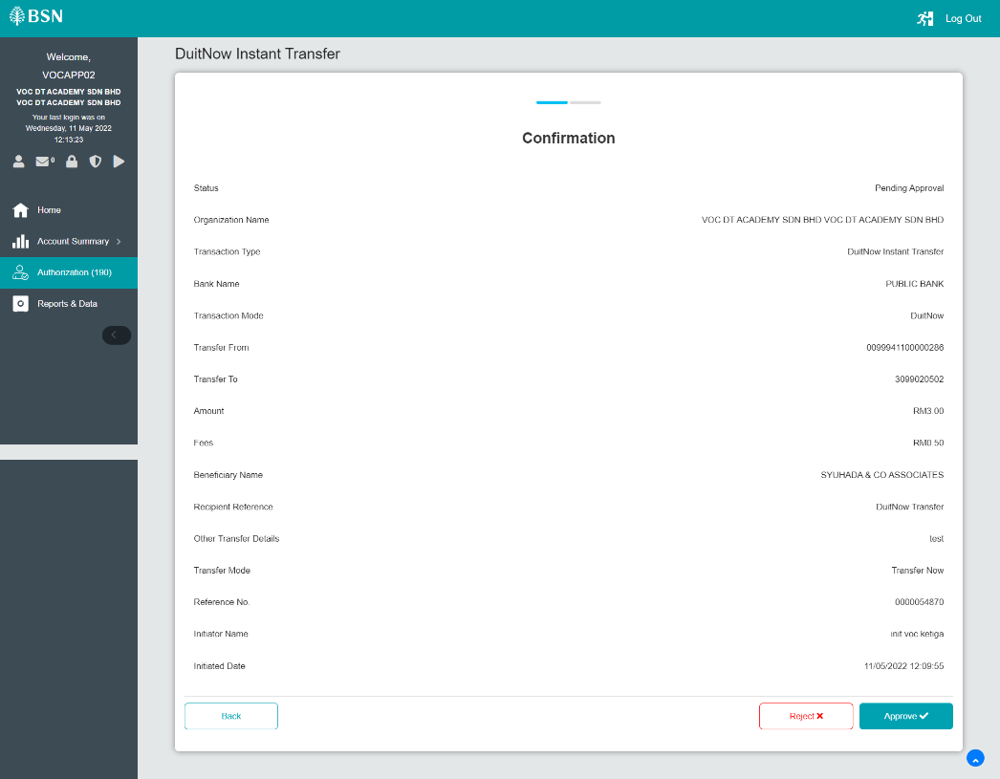 BSN
Log Out
Welcome,
VOCAPP02
VOC DT ACADEMY SDN BHD
VOC DT ACADEMY SDN BHD
Your last login was on
Wednesday, 11 May 2022
12:13:23
0
Home
Account Summary
Authorization (190)
Reports & Data
DuitNow Instant Transfer
Confirmation
Status Pending Approval
Organization Name VOC DT ACADEMY SDN BHD VOC DT ACADEMY SDN BHD
Transaction Type DuitNow Instant Transfer
Bank Name PUBLIC BANK
Transaction Mode DuitNow
Transfer From 0099941100000286
Transfer To 3099020502
Amount RM3.00
Fees RM0.50
Beneficiary Name SYUHADA & CO ASSOCIATES
Recipient Reference DuitNow Transfer
Other Transfer Details test
Transfer Mode Transfer Now
Reference No. 0000054870
Initiator Name init voc ketiga
Initiated Date 11/05/2022 12:09:55
Back
Reject
Approve